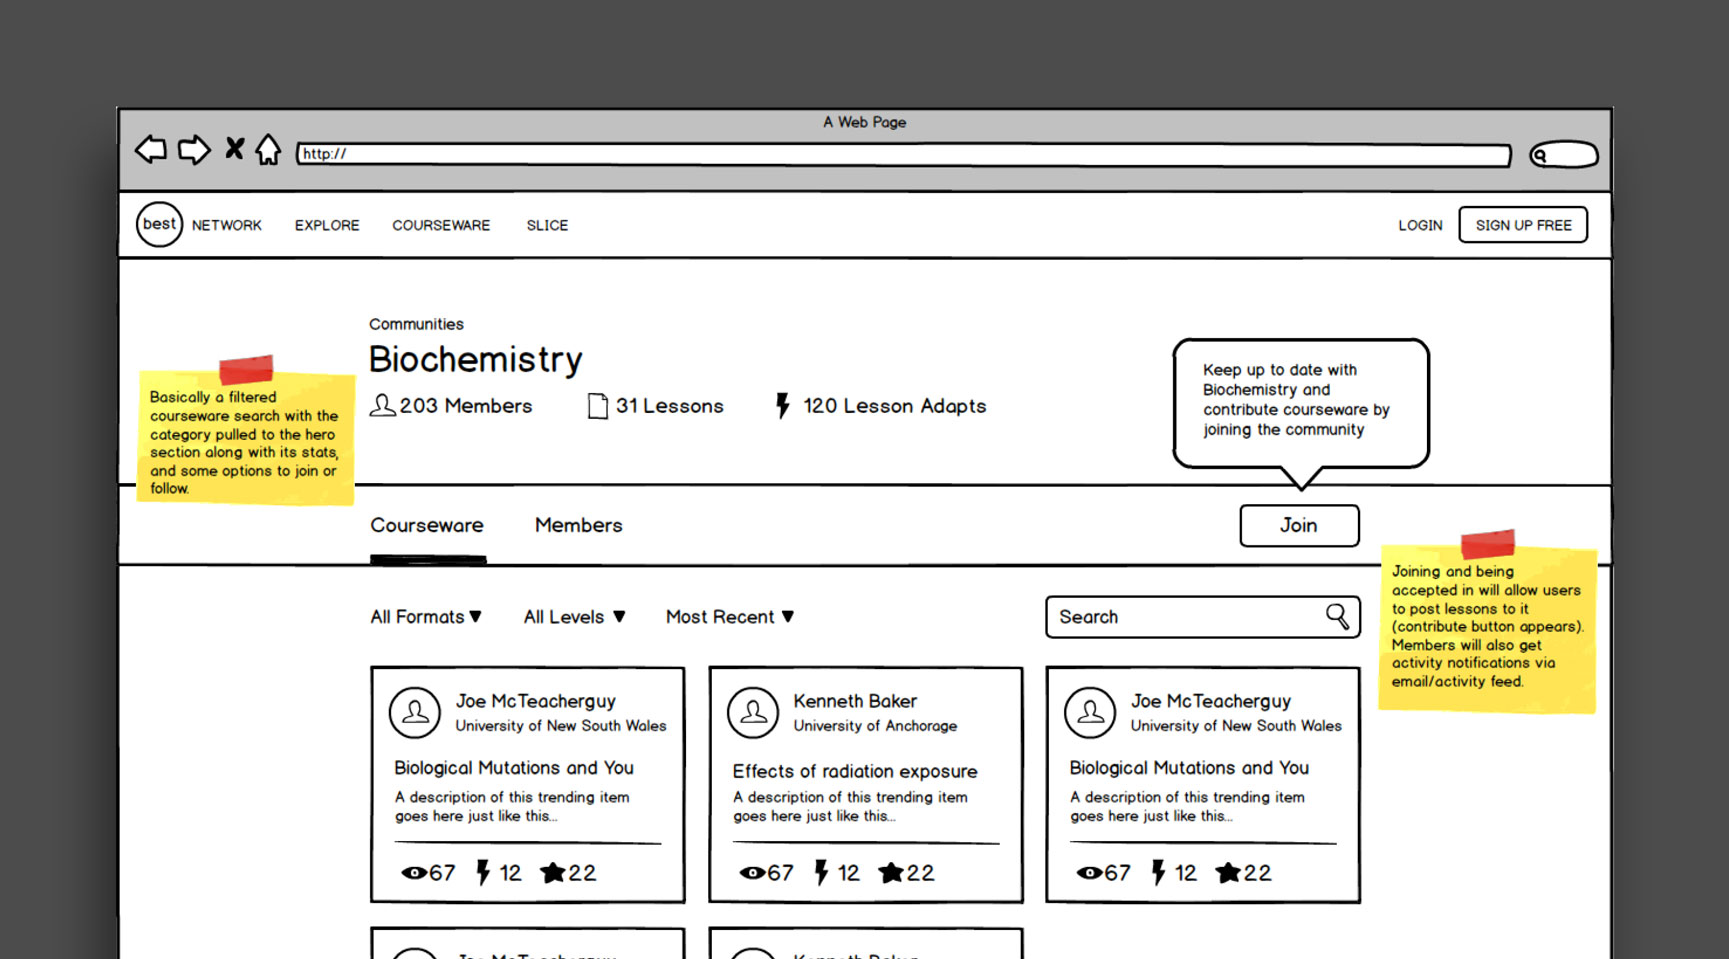 A Web Page
http://
best NETWORK EXPLORE COURSEWARE SLICE LOGIN SIGN UP FREE
Communities
Biochemistry
203 Members 31 Lessons 120 Lesson Adapts
Keep up to date with
Biochemistry and
contribute courseware by
joining the community
Basically a filtered
courseware search with the
category pulled to the hero
section along with its stats,
and some options to join or
follow.
Courseware Members Join
Joining and being
accepted in will allow users
to post lessons to it
(contribute button appears).
Members will also get
activity notifications via
email/activity feed.
All Formats All Levels Most Recent Search
Joe McTeacherguy
University of New South Wales
Biological Mutations and You
A description of this trending item
goes here just like this...
67 12 22
Kenneth Baker
University of Anchorage
Effects of radiation exposure
A description of this trending item
goes here just like this...
67 12 22
Joe McTeacherguy
University of New South Wales
Biological Mutations and You
A description of this trending item
goes here just like this...
67 12 22
Joe McTeacherguy
Kenneth Baker